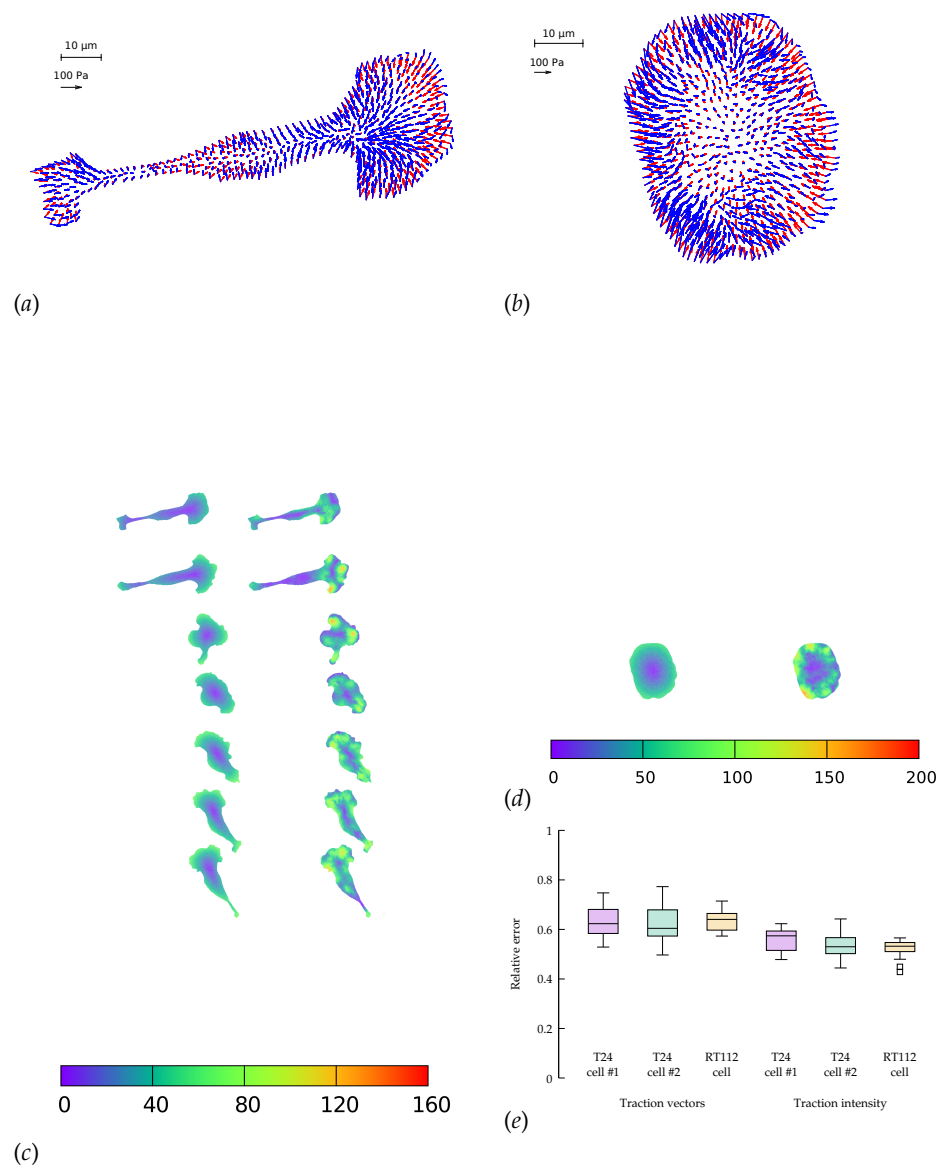 10 μm
100 Pa
(a)
10 μm
100 Pa
(b)
0 40 80 120 160
(c)
0 50 100 150 200
(d)
1
0.8
0.6
0.4
0.2
0
Relative error
T24 cell #1
T24 cell #2
RT112 cell
T24 cell #1
T24 cell #2
RT112 cell
Traction vectors
Traction intensity
(e)